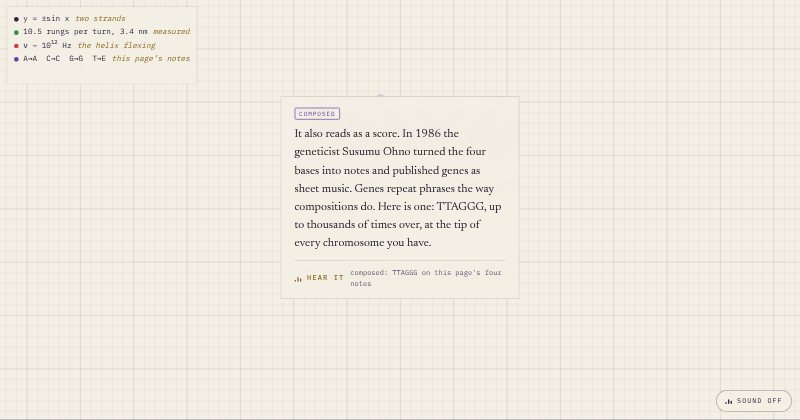 y = ±sin x two strands
10.5 rungs per turn, 3.4 nm measured
ν ~ 10¹² Hz the helix flexing
A→A C→C G→G T→E this page's notes
COMPOSED
It also reads as a score. In 1986 the
geneticist Susumu Ohno turned the four
bases into notes and published genes as
sheet music. Genes repeat phrases the way
compositions do. Here is one: TTAGGG, up
to thousands of times over, at the tip of
every chromosome you have.
HEAR IT composed: TTAGGG on this page's four
notes
SOUND OFF